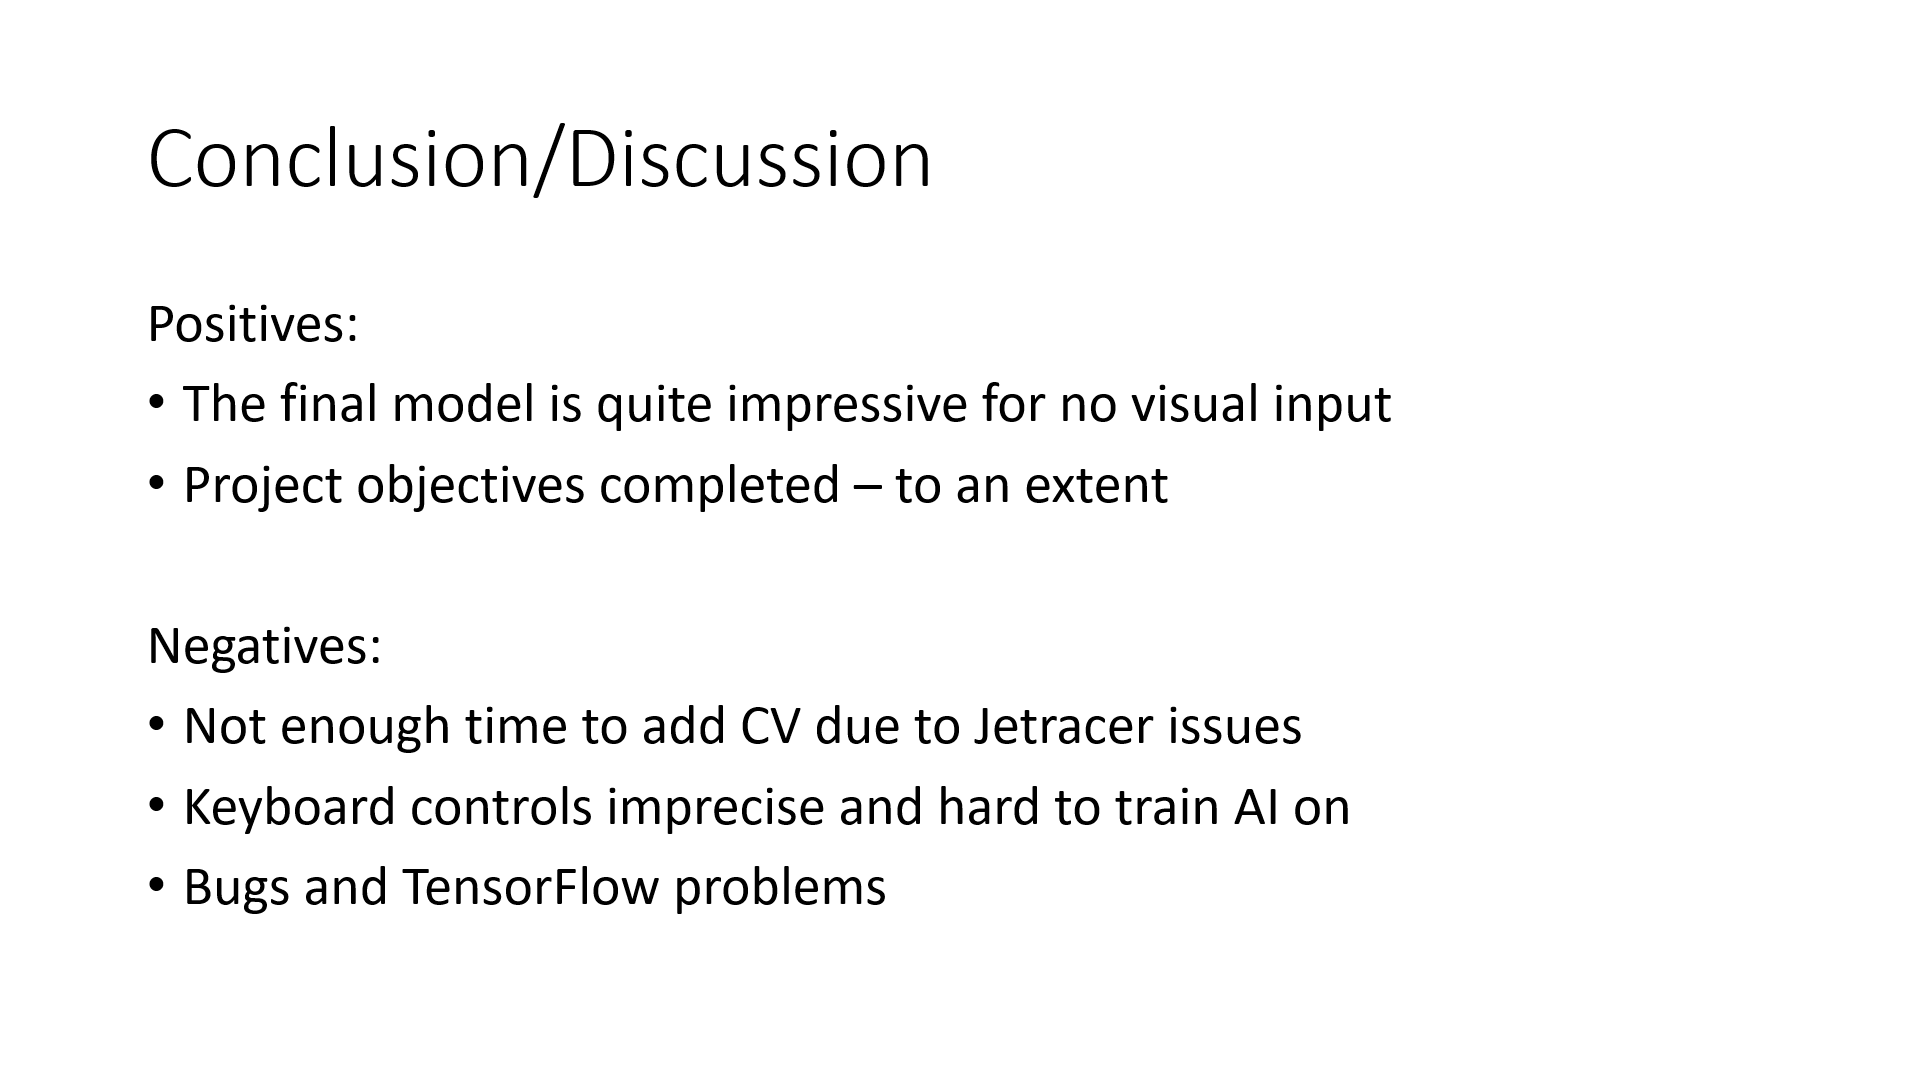 Conclusion/Discussion
Positives:
• The final model is quite impressive for no visual input
• Project objectives completed – to an extent
Negatives:
• Not enough time to add CV due to Jetracer issues
• Keyboard controls imprecise and hard to train AI on
• Bugs and TensorFlow problems